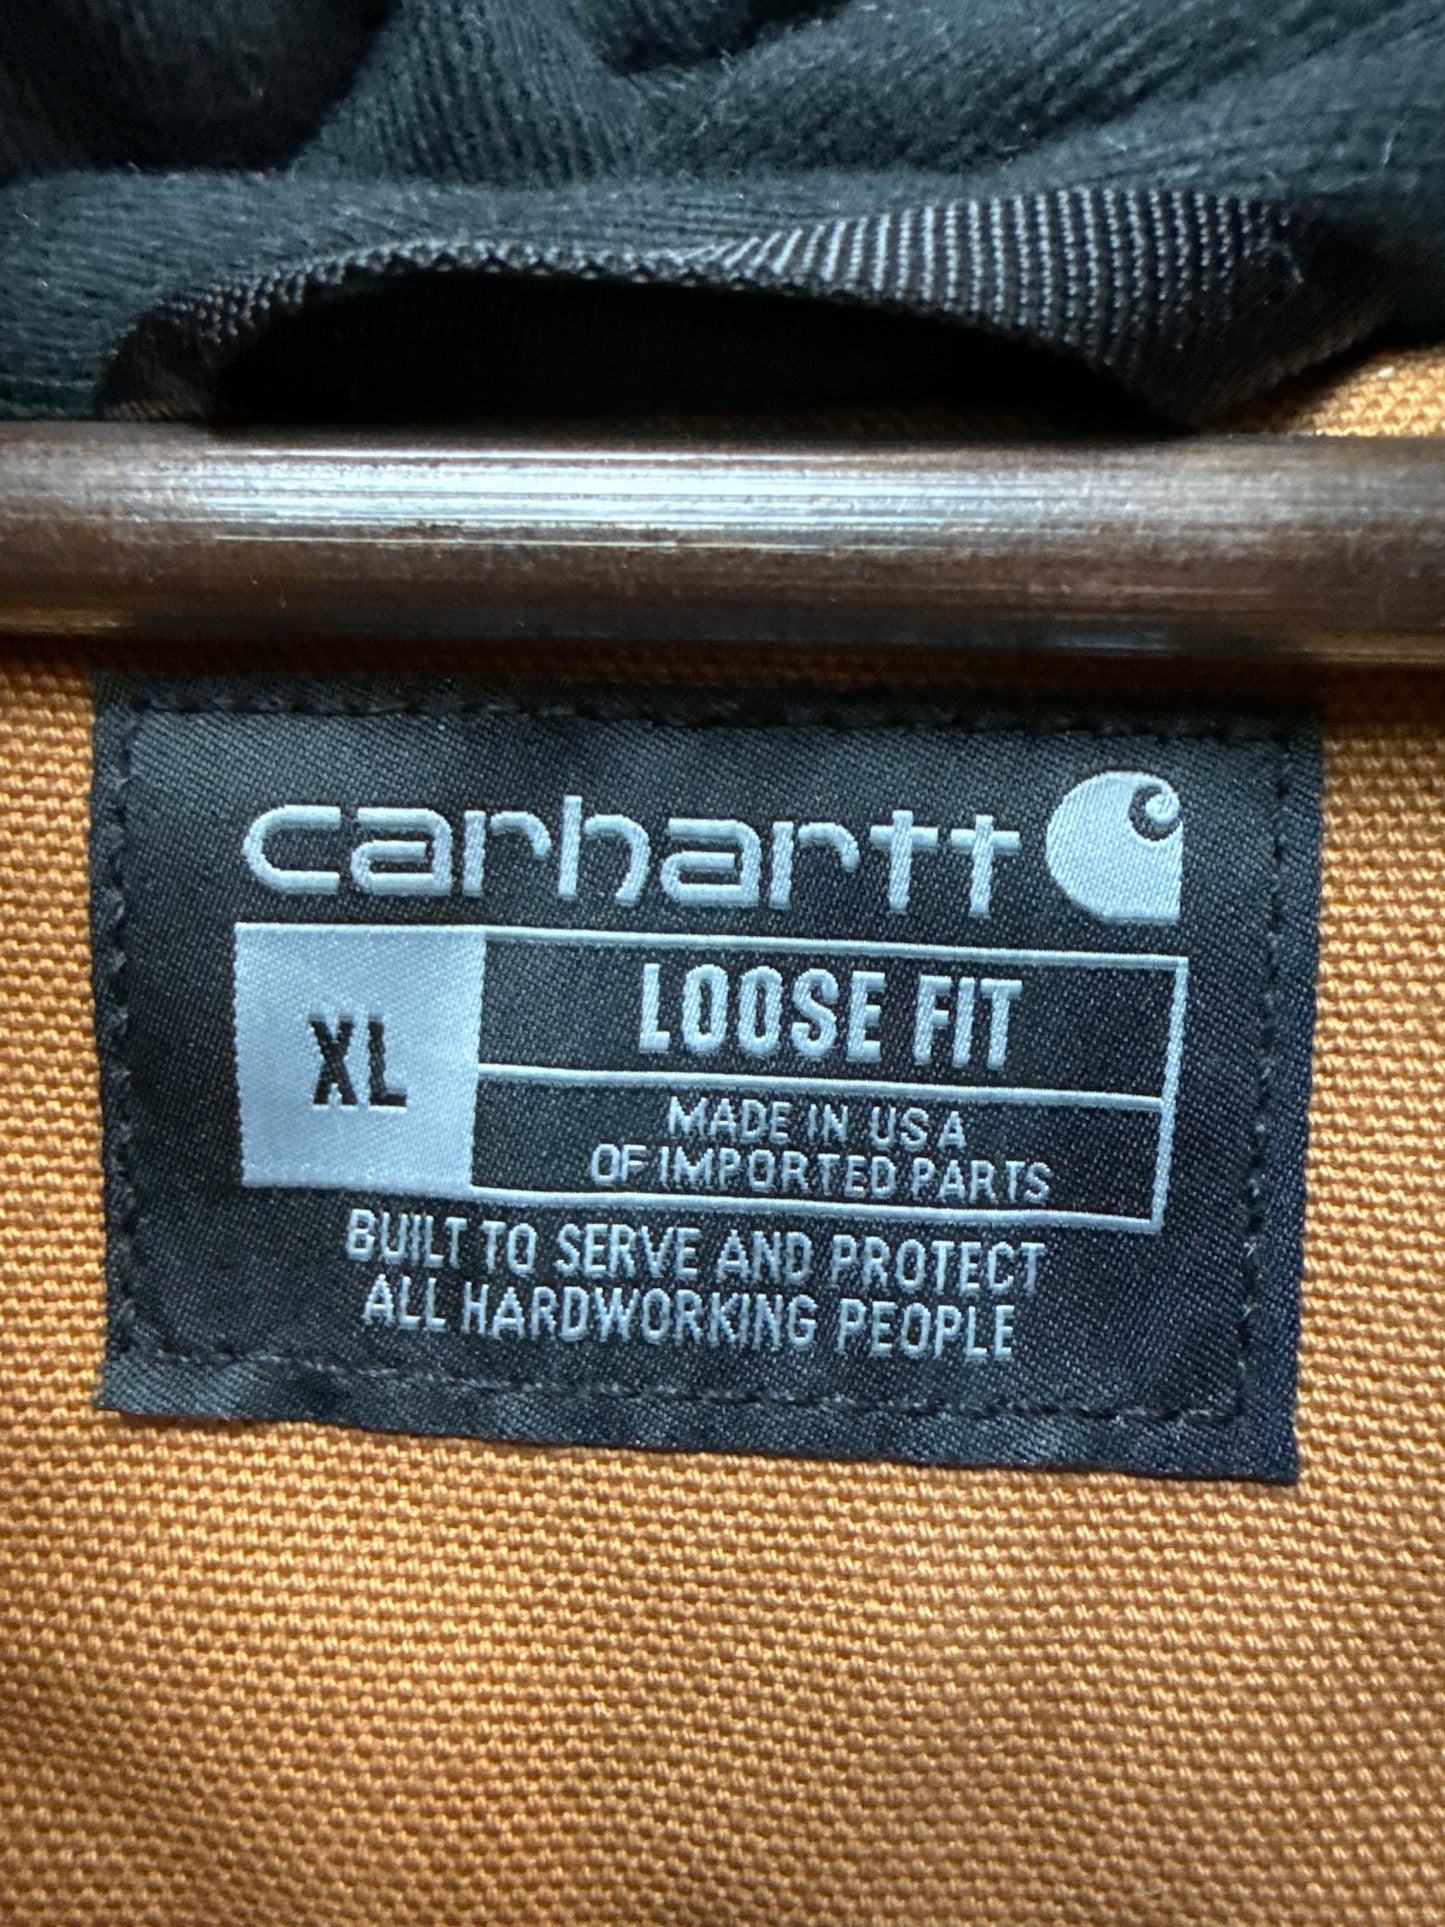 carhartt
XL
LOOSE FIT
MADE IN USA
OF IMPORTED PARTS
BUILT TO SERVE AND PROTECT
ALL HARDWORKING PEOPLE